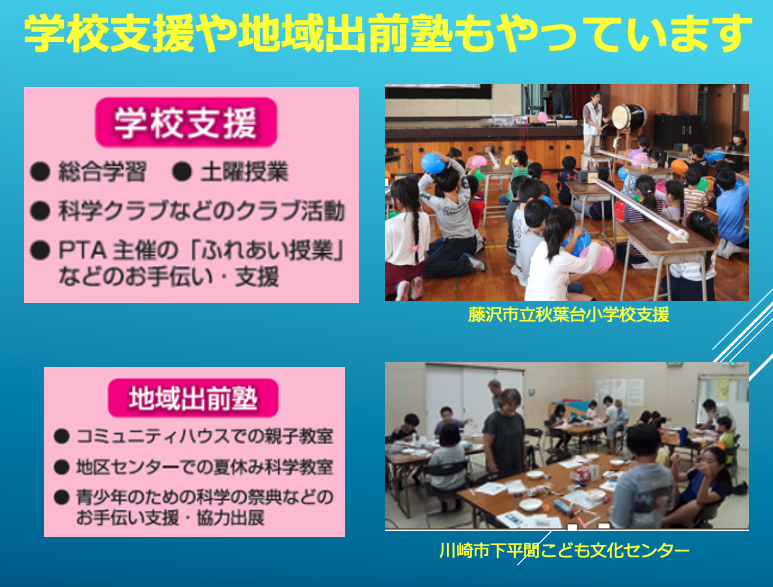 学校支援や地域出前塾もやっています
学校支援
● 総合学習 ● 土曜授業
● 科学クラブなどのクラブ活動
● PTA 主催の「ふれあい授業」
などのお手伝い・支援
藤沢市立秋葉台小学校支援
地域出前塾
● コミュニティハウスでの親子教室
● 地区センターでの夏休み科学教室
● 青少年のための科学の祭典などの
お手伝い支援・協力出展
川崎市下平間こども文化センター